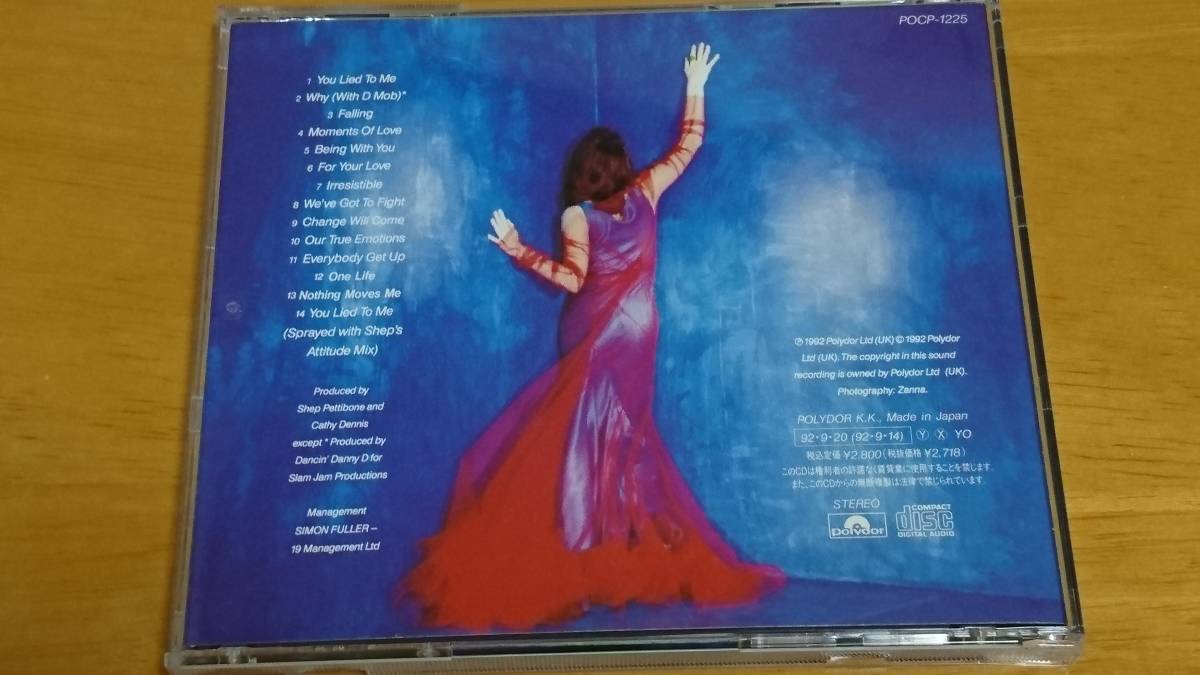 POCP-1225
1 You Lied To Me
2 Why (With D Mob)*
3 Falling
4 Moments Of Love
5 Being With You
6 For Your Love
7 Irresistible
8 We've Got To Fight
9 Change Will Come
10 Our True Emotions
11 Everybody Get Up
12 One Life
13 Nothing Moves Me
14 You Lied To Me
(Sprayed with Shep's
Attitude Mix)
Produced by
Shep Pettibone and
Cathy Dennis
except * Produced by
Dancin' Danny D for
Slam Jam Productions
Management
SIMON FULLER –
19 Management Ltd
℗ 1992 Polydor Ltd (UK) © 1992 Polydor
Ltd (UK). The copyright in this sound
recording is owned by Polydor Ltd (UK).
Photography: Zanna.
POLYDOR K.K., Made in Japan
92・9・20 (92・9・14) Ⓨ Ⓧ YO
税込定価 ¥2,800(税抜価格 ¥2,718)
このCDは権利者の許諾なく賃貸業に使用することを禁じます。
また、このCDからの無断複製は法律で禁じられています。
STEREO
polydor
COMPACT
disc
DIGITAL AUDIO